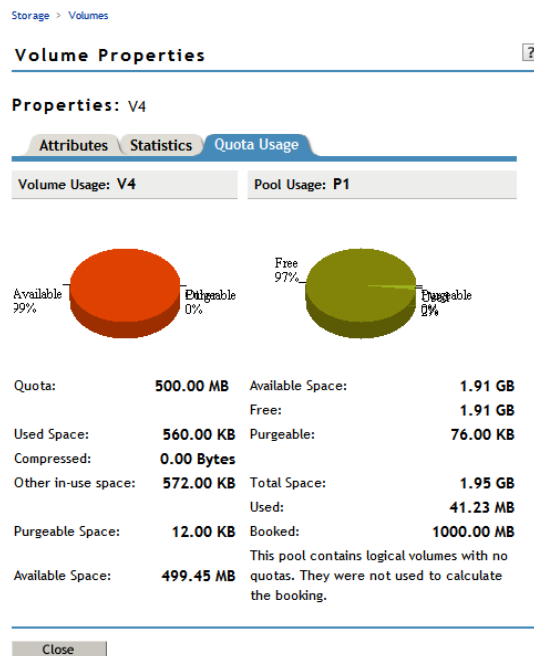 Storage > Volumes
Volume Properties
?
Properties: V4
Attributes
Statistics
Quota Usage
Volume Usage: V4
Pool Usage: P1
Available
99%
Purgeable
0%
Free
97%
Purgeable
Quota: 500.00 MB
Used Space: 560.00 KB
Compressed: 0.00 Bytes
Other in-use space: 572.00 KB
Purgeable Space: 12.00 KB
Available Space: 499.45 MB
Available Space: 1.91 GB
Free: 1.91 GB
Purgeable: 76.00 KB
Total Space: 1.95 GB
Used: 41.23 MB
Booked: 1000.00 MB
This pool contains logical volumes with no
quotas. They were not used to calculate
the booking.
Close